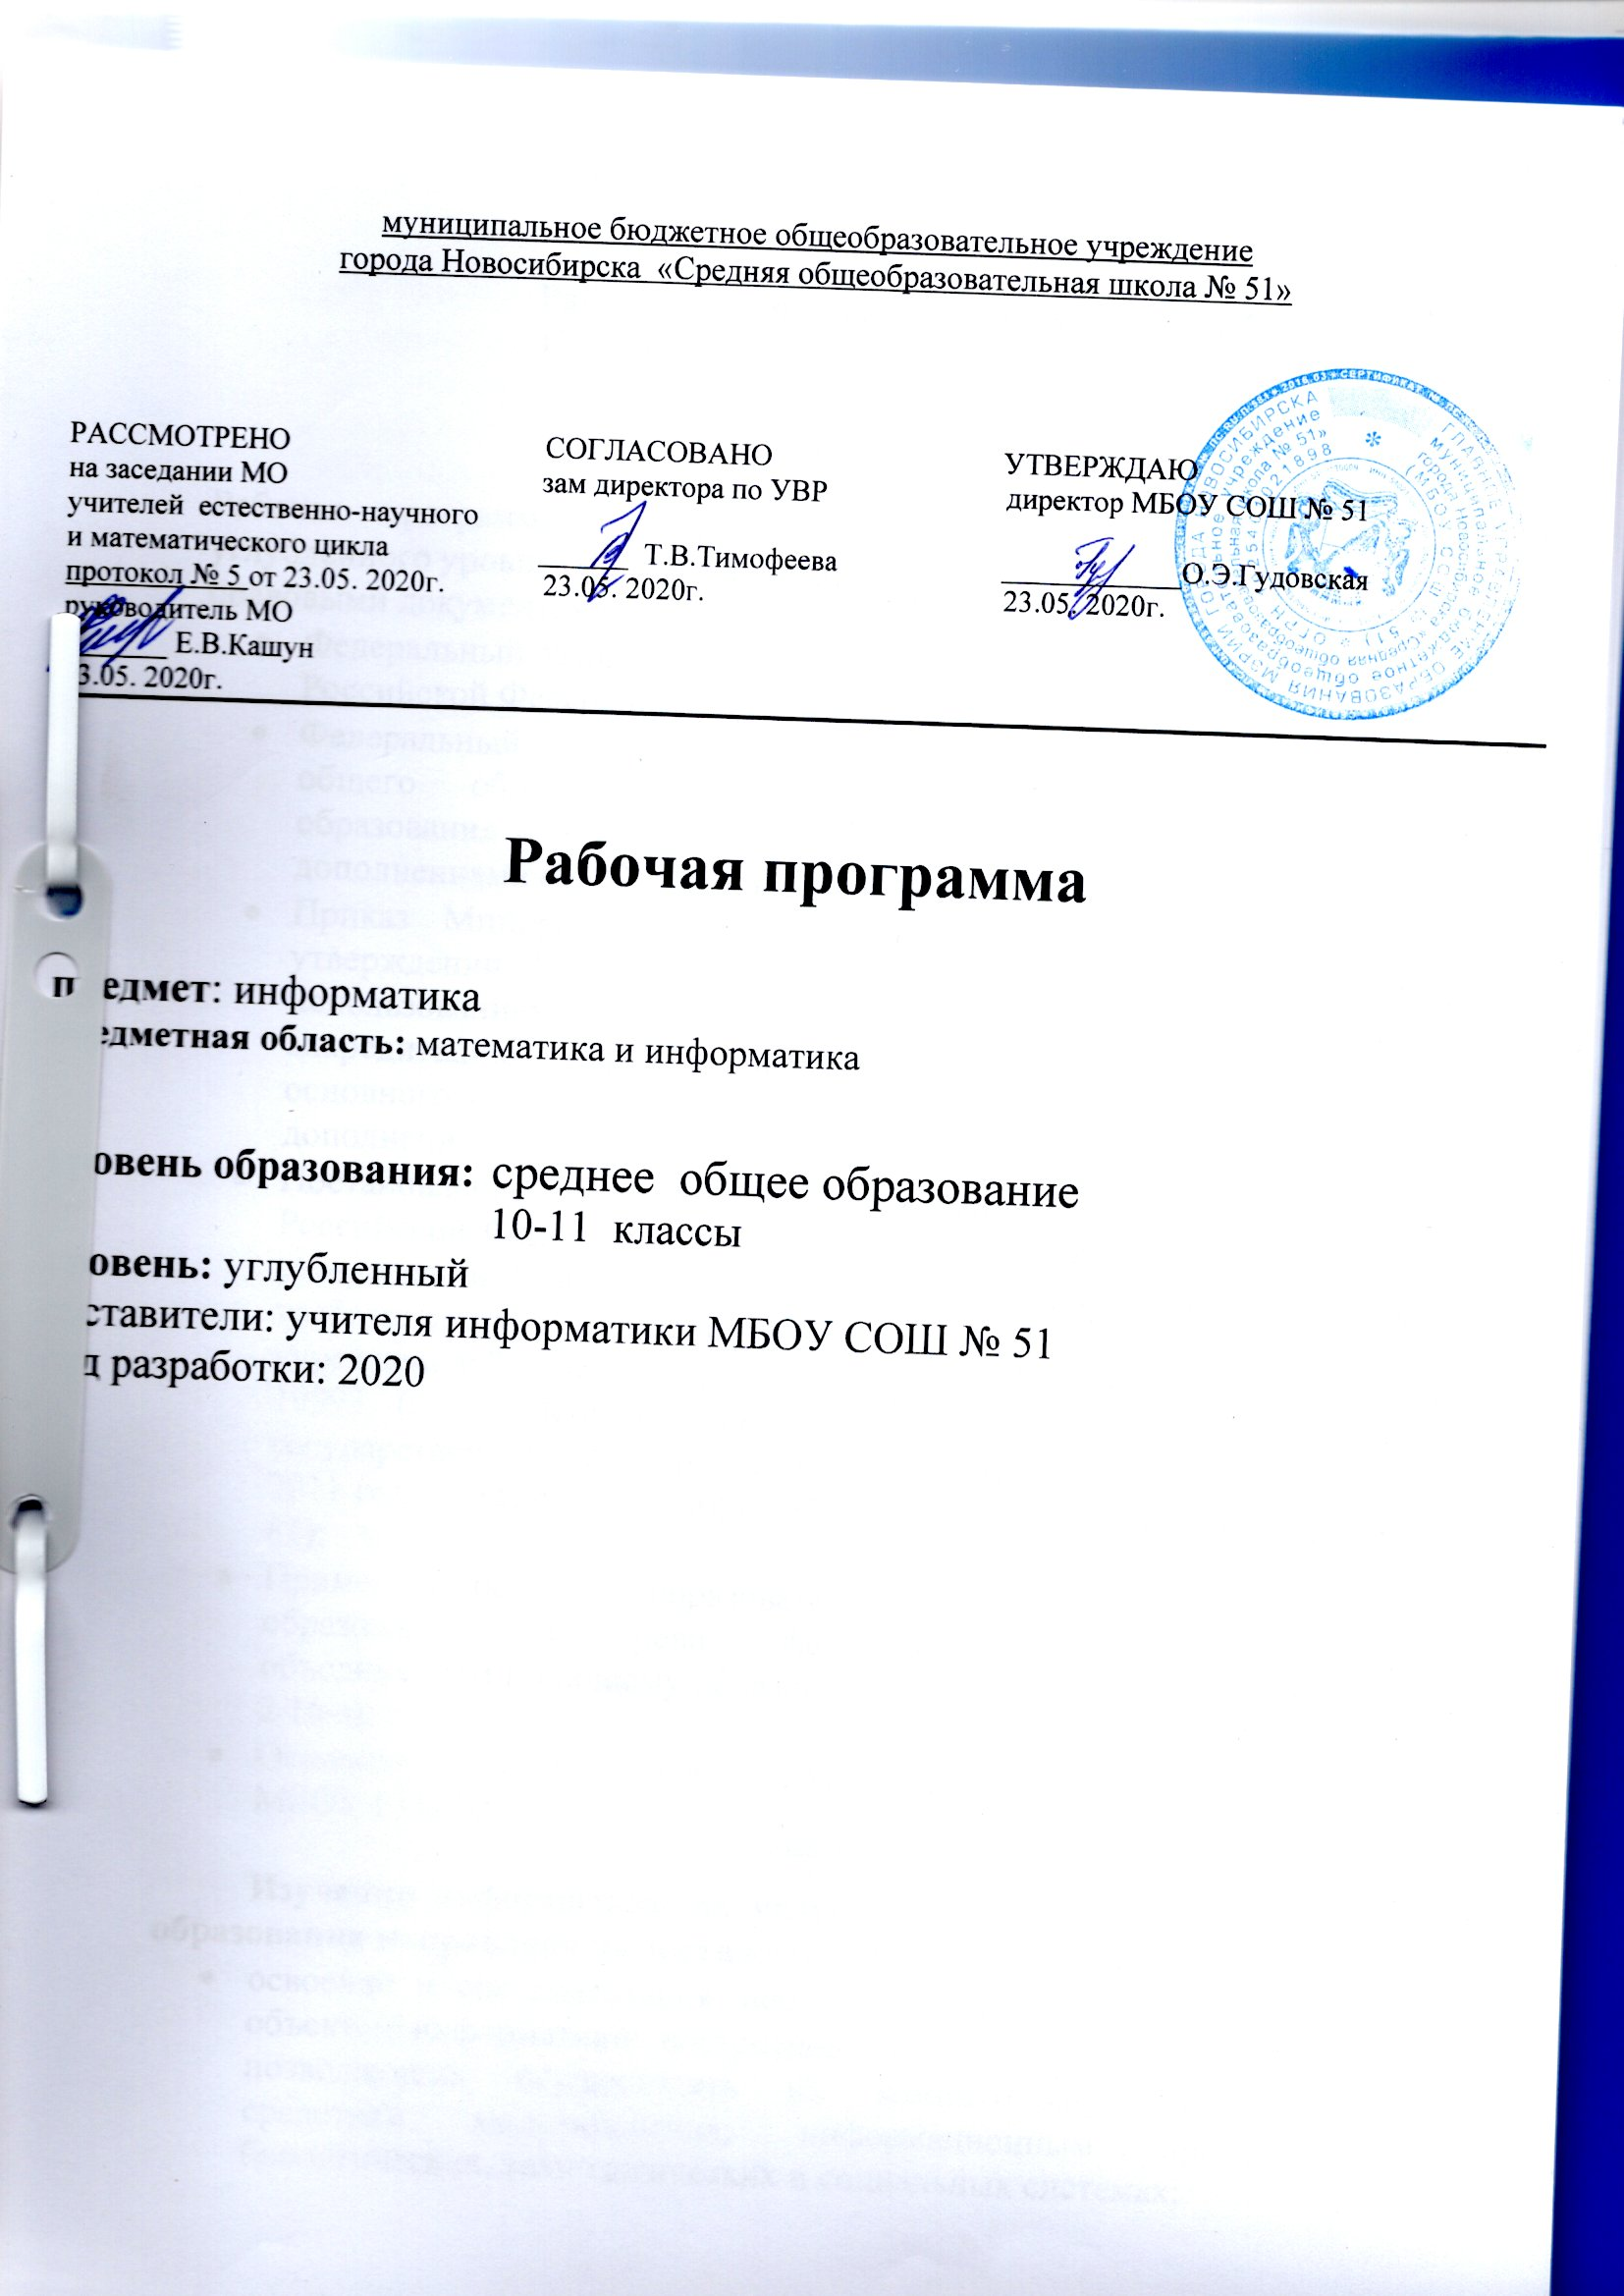 муниципальное бюджетное общеобразовательное учреждение
города Новосибирска «Средняя общеобразовательная школа № 51»
РАССМОТРЕНО
на заседании МО
учителей естественно-научного
и математического цикла
протокол № 5 от 23.05. 2020г.
руководитель МО
Е.В.Кашун
3.05. 2020г.
СОГЛАСОВАНО
зам директора по УВР
Т.В.Тимофеева
23.05. 2020г.
УТВЕРЖДАЮ
директор МБОУ СОШ № 51
О.Э.Гудовская
23.05. 2020г.
Рабочая программа
п едмет: информатика
едметная область: математика и информатика
овень образования: среднее общее образование
10-11 классы
овень: углубленный
ставители: учителя информатики МБОУ СОШ № 51
д разработки: 2020